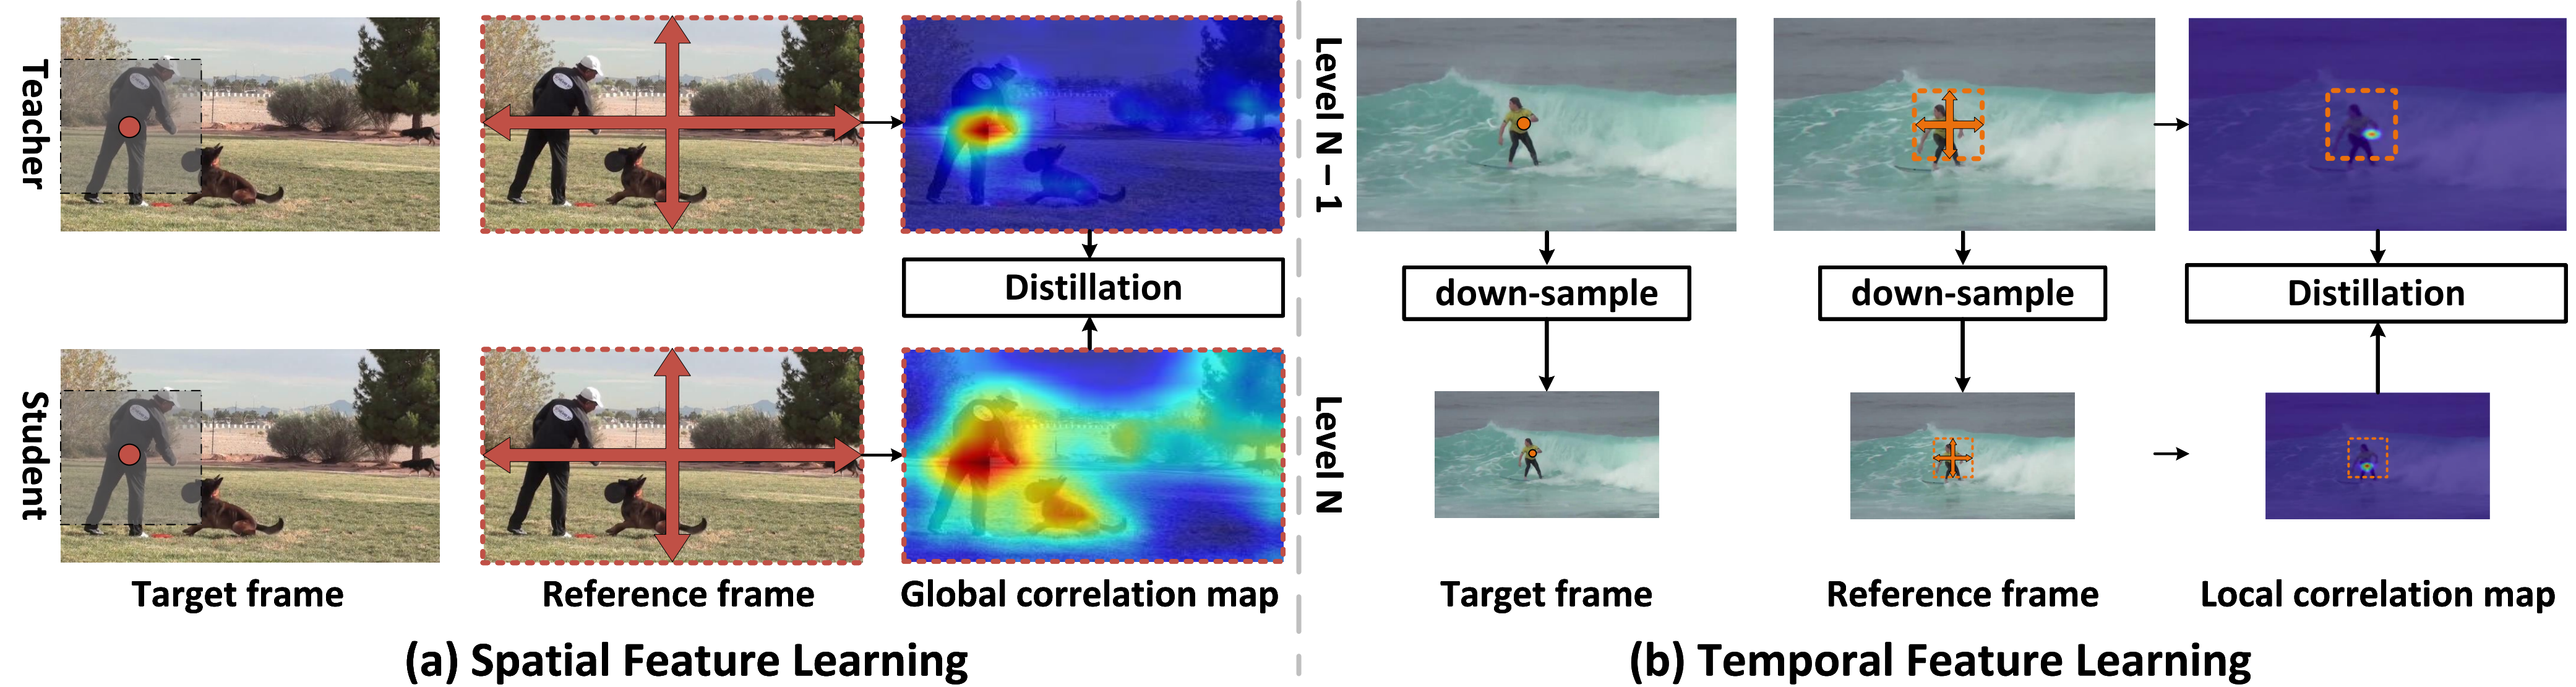 Teacher
Distillation
Student
Target frame
Reference frame
Global correlation map
(a) Spatial Feature Learning
Level N – 1
down-sample
down-sample
Distillation
Level N
Target frame
Reference frame
Local correlation map
(b) Temporal Feature Learning